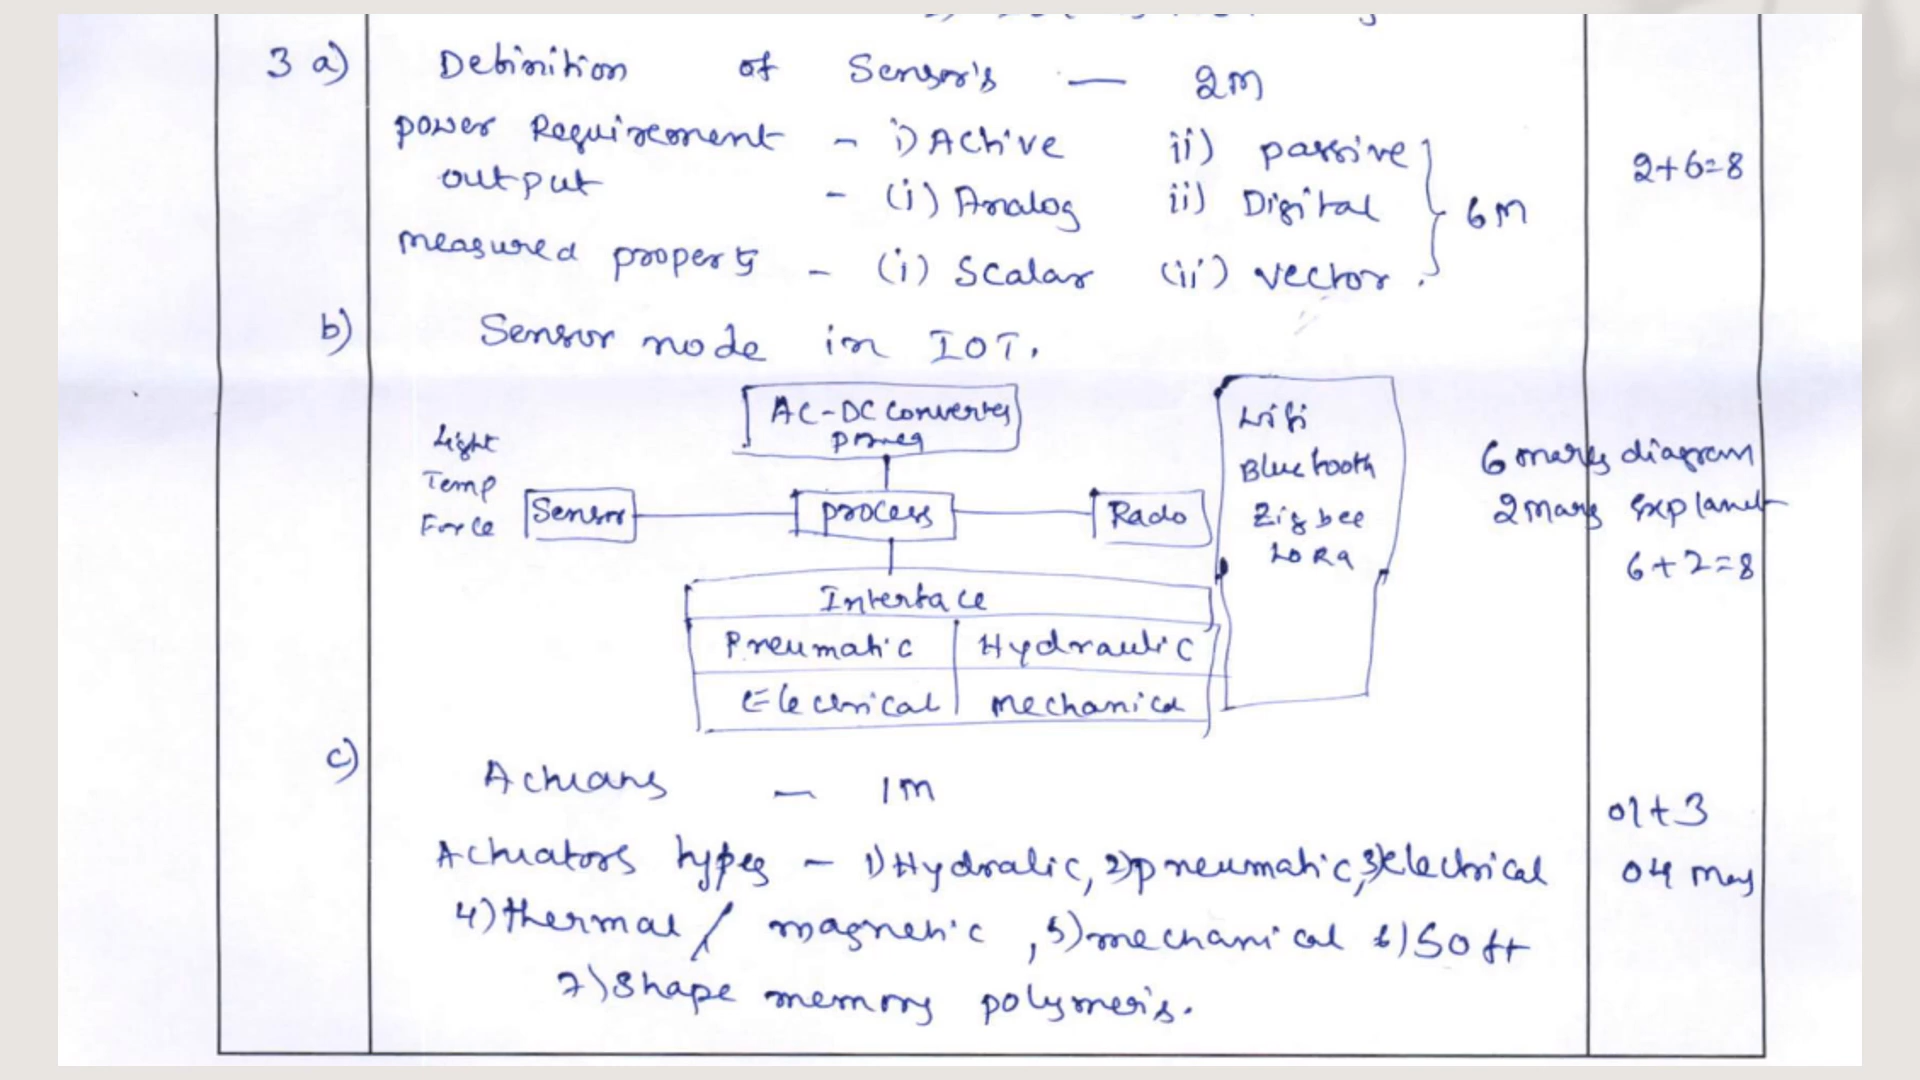 3 a) Definition of Sensor's — 2M
power Requirement - i) Active ii) passive
output - (i) Analog ii) Digital
measured property - (i) Scalar (ii) vector.
6M
2+6=8
b) Sensor node in IOT.
AC-DC converter
power
Light
Temp
Force
Sensor
process
Rado
Wifi
Bluetooth
Zigbee
LoRa
Interface
Pneumatic Hydraulic
Electrical mechanical
6 marks diagram
2 marks
6+2=8
c) — 1M
Actuators types - 1) Hydralic, 2) pneumatic, 3) Electrical
4) thermal / magnetic, 5) mechanical 6) Soft
7) Shape memory polymer's.
01+3
04